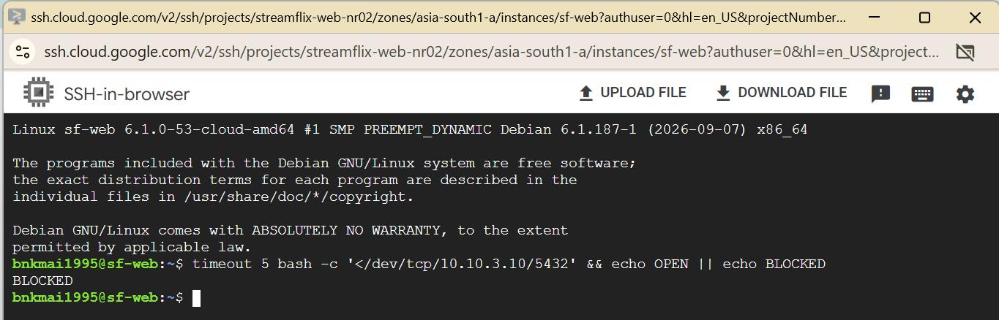 ssh.cloud.google.com/v2/ssh/projects/streamflix-web-nr02/zones/asia-south1-a/instances/sf-web?authuser=0&hl=en_US&projectNumber...
ssh.cloud.google.com/v2/ssh/projects/streamflix-web-nr02/zones/asia-south1-a/instances/sf-web?authuser=0&hl=en_US&project...
SSH-in-browser
UPLOAD FILE
DOWNLOAD FILE
Linux sf-web 6.1.0-53-cloud-amd64 #1 SMP PREEMPT_DYNAMIC Debian 6.1.187-1 (2026-09-07) x86_64
The programs included with the Debian GNU/Linux system are free software;
the exact distribution terms for each program are described in the
individual files in /usr/share/doc/*/copyright.
Debian GNU/Linux comes with ABSOLUTELY NO WARRANTY, to the extent
permitted by applicable law.
bnkmai1995@sf-web:~$ timeout 5 bash -c '</dev/tcp/10.10.3.10/5432' && echo OPEN || echo BLOCKED
BLOCKED
bnkmai1995@sf-web:~$